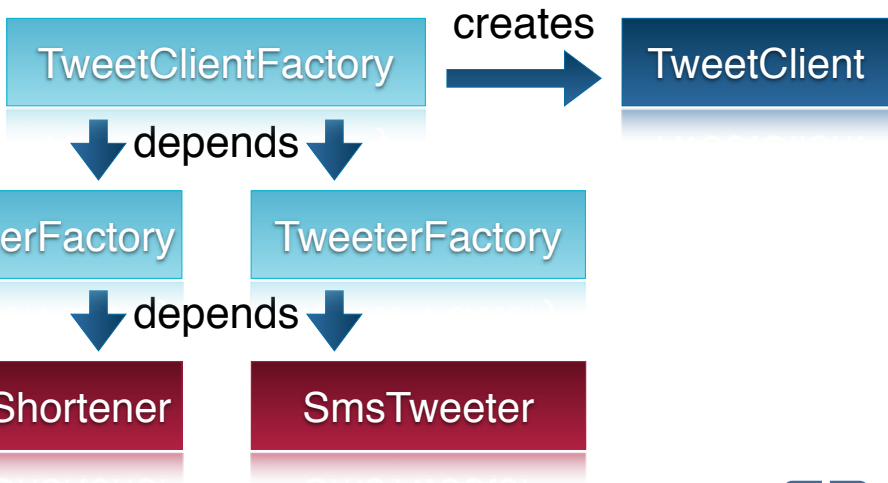 creates
TweetClientFactory
TweetClient
depends
erFactory
TweeterFactory
depends
Shortener
SmsTweeter